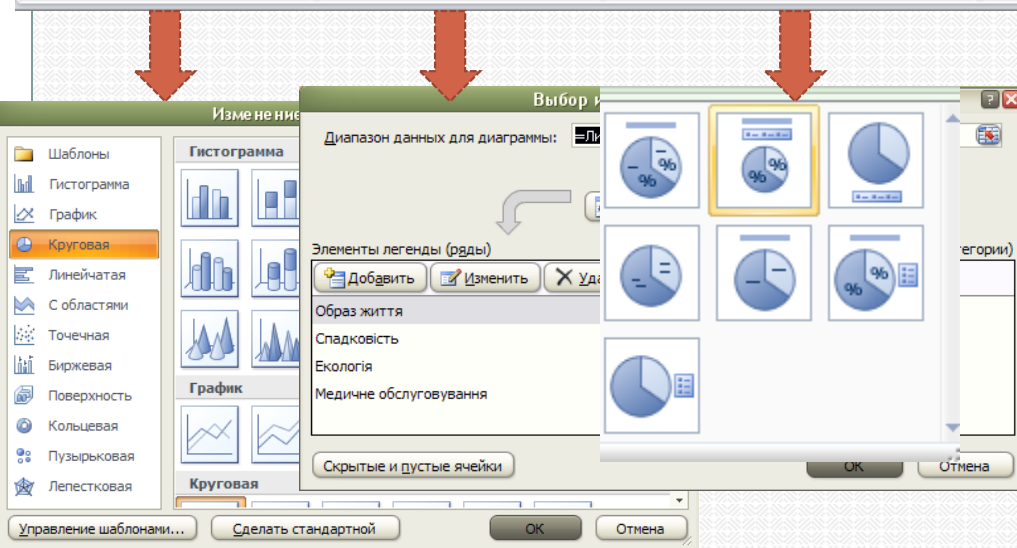 Изменение
Шаблоны
Гистограмма
График
Круговая
Линейчатая
С областями
Точечная
Биржевая
Поверхность
Кольцевая
Пузырьковая
Лепестковая
Гистограмма
График
Круговая
Управление шаблонами...
Сделать стандартной
ОК
Отмена
Выбор и
Диапазон данных для диаграммы:
=Ли
Элементы легенды (ряды)
егории)
Добавить
Изменить
Уда
Образ життя
Спадковість
Екологія
Медичне обслуговування
Скрытые и пустые ячейки
ОК
Отмена
%
%
%
%
%
%